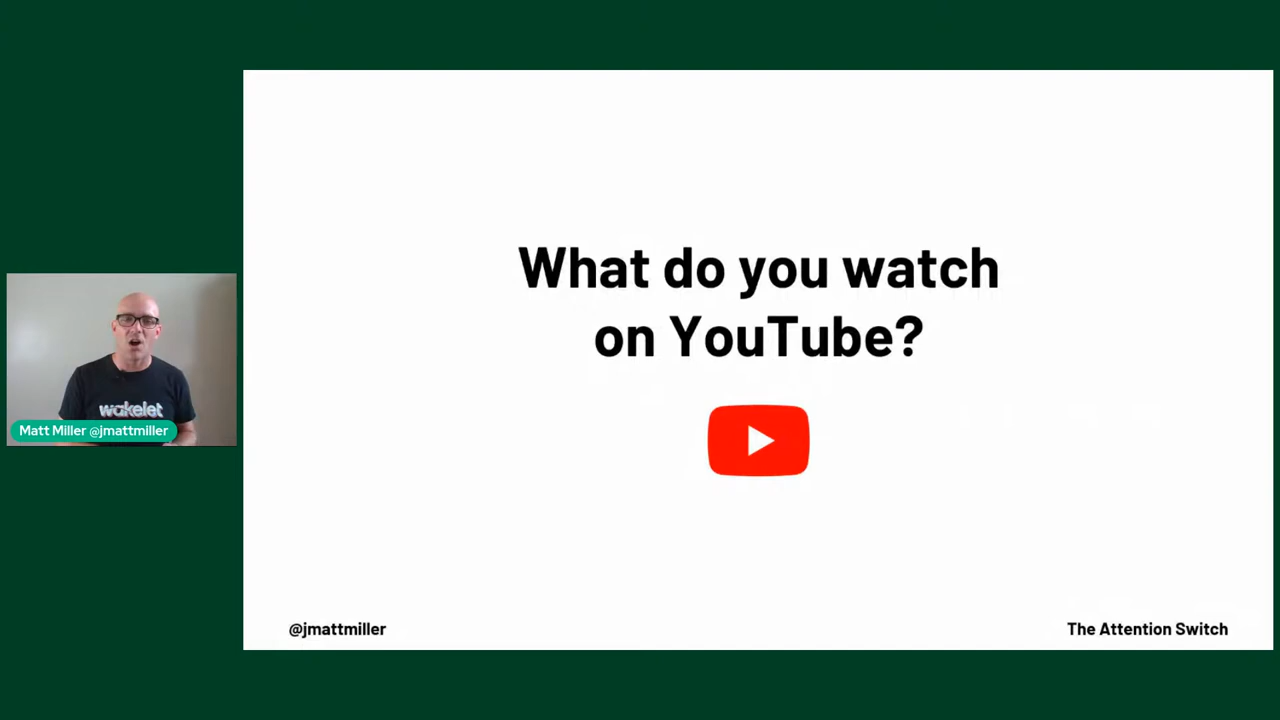 What do you watch
on YouTube?
wakelet
Matt Miller @jmattmiller
@jmattmiller
The Attention Switch